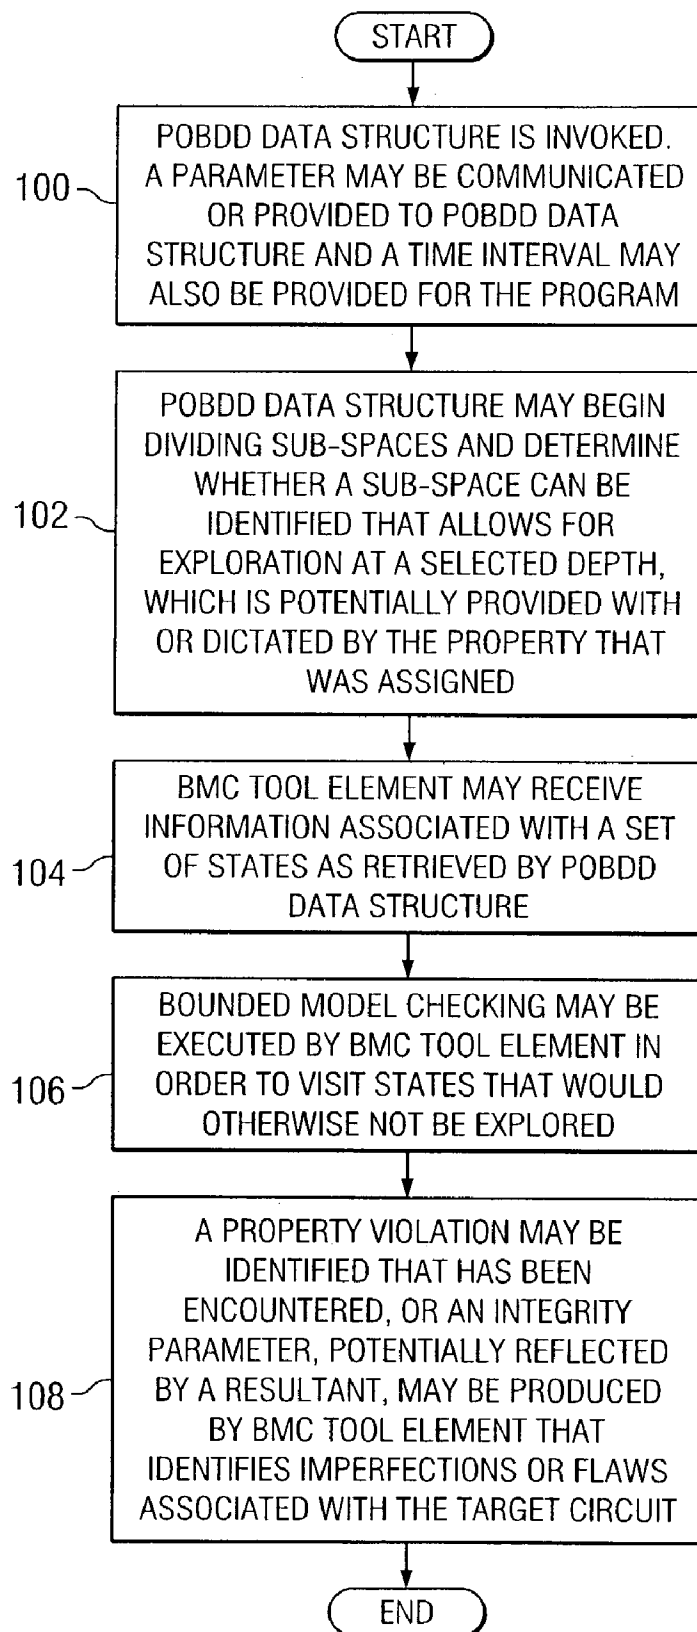 START
100
POBDD DATA STRUCTURE IS INVOKED.
A PARAMETER MAY BE COMMUNICATED
OR PROVIDED TO POBDD DATA
STRUCTURE AND A TIME INTERVAL MAY
ALSO BE PROVIDED FOR THE PROGRAM
102
POBDD DATA STRUCTURE MAY BEGIN
DIVIDING SUB-SPACES AND DETERMINE
WHETHER A SUB-SPACE CAN BE
IDENTIFIED THAT ALLOWS FOR
EXPLORATION AT A SELECTED DEPTH,
WHICH IS POTENTIALLY PROVIDED WITH
OR DICTATED BY THE PROPERTY THAT
WAS ASSIGNED
104
BMC TOOL ELEMENT MAY RECEIVE
INFORMATION ASSOCIATED WITH A SET
OF STATES AS RETRIEVED BY POBDD
DATA STRUCTURE
106
BOUNDED MODEL CHECKING MAY BE
EXECUTED BY BMC TOOL ELEMENT IN
ORDER TO VISIT STATES THAT WOULD
OTHERWISE NOT BE EXPLORED
108
A PROPERTY VIOLATION MAY BE
IDENTIFIED THAT HAS BEEN
ENCOUNTERED, OR AN INTEGRITY
PARAMETER, POTENTIALLY REFLECTED
BY A RESULTANT, MAY BE PRODUCED
BY BMC TOOL ELEMENT THAT
IDENTIFIES IMPERFECTIONS OR FLAWS
ASSOCIATED WITH THE TARGET CIRCUIT
END